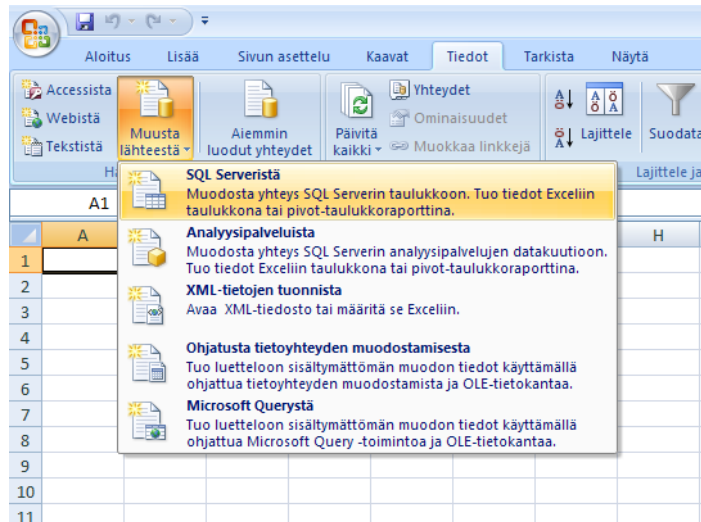 Aloitus Lisää Sivun asettelu Kaavat Tiedot Tarkista Näytä
Accessista
Webistä
Tekstistä
Muusta
lähteestä
Aiemmin
luodut yhteydet
Päivitä
kaikki
Yhteydet
Ominaisuudet
Muokkaa linkkejä
A
Ö
Ö
A
A Ö
Ö A
Lajittele
Suodata
Lajittele ja
A1
SQL Serveristä
Muodosta yhteys SQL Serverin taulukkoon. Tuo tiedot Exceliin
taulukkona tai pivot-taulukkoraporttina.
Analyysipalveluista
Muodosta yhteys SQL Serverin analyysipalvelujen datakuutioon.
Tuo tiedot Exceliin taulukkona tai pivot-taulukkoraporttina.
XML-tietojen tuonnista
Avaa XML-tiedosto tai määritä se Exceliin.
Ohjatusta tietoyhteyden muodostamisesta
Tuo luetteloon sisältymättömän muodon tiedot käyttämällä
ohjattua tietoyhteyden muodostamista ja OLE-tietokantaa.
Microsoft Querystä
Tuo luetteloon sisältymättömän muodon tiedot käyttämällä
ohjattua Microsoft Query -toimintoa ja OLE-tietokantaa.
A H
1
2
3
4
5
6
7
8
9
10
11